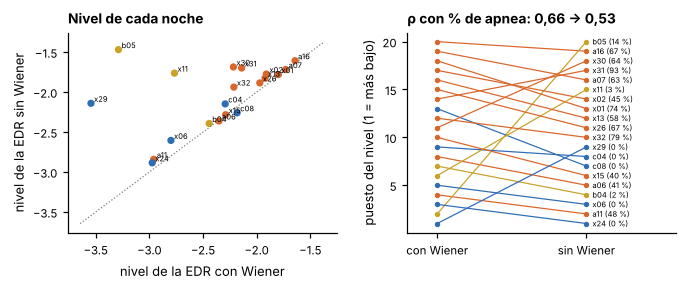 Nivel de cada noche
ρ con % de apnea: 0,66 → 0,53
nivel de la EDR sin Wiener
−1.5
−2.0
−2.5
−3.0
−3.5
b05
x11
x29
x30
x31
x32
a16
a07
x01
x26
c04
c08
b04
a06
x06
a11
x24
−3.5
−3.0
−2.5
−2.0
−1.5
nivel de la EDR con Wiener
puesto del nivel (1 = más bajo)
20
15
10
5
b05 (14 %)
a16 (67 %)
x30 (64 %)
x31 (93 %)
a07 (63 %)
x11 (3 %)
x02 (45 %)
x01 (74 %)
x13 (58 %)
x26 (67 %)
x32 (79 %)
x29 (0 %)
c04 (0 %)
c08 (0 %)
x15 (40 %)
a06 (41 %)
b04 (2 %)
x06 (0 %)
a11 (48 %)
x24 (0 %)
con Wiener
sin Wiener